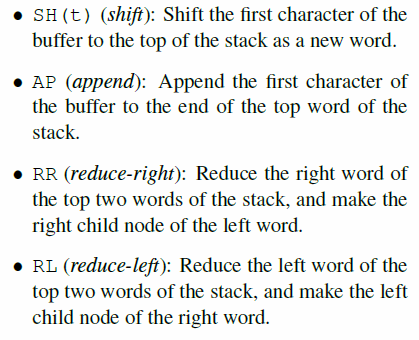 • SH(t) (shift): Shift the first character of the
buffer to the top of the stack as a new word.
• AP (append): Append the first character of
the buffer to the end of the top word of the
stack.
• RR (reduce-right): Reduce the right word of
the top two words of the stack, and make the
right child node of the left word.
• RL (reduce-left): Reduce the left word of the
top two words of the stack, and make the left
child node of the right word.